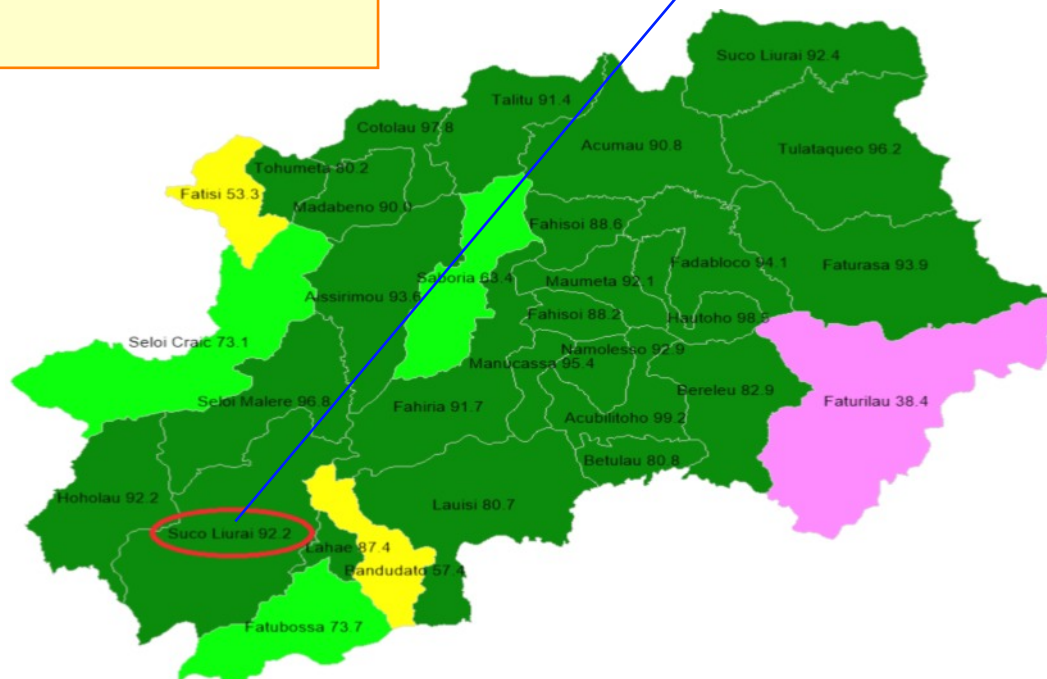 Suco Liurai 92.4
Talitu 91.4
Cotolau 97.8
Acumau 90.8
Tulataqueo 96.2
Tohumeta 80.2
Fatisi 53.3
Madabeno 90.0
Fahisoi 88.6
Fadabloco 94.1
Faturasa 93.9
Saboria 63.4
Maumeta 92.1
Aissirimou 93.6
Fahisoi 88.2
Hautoho 98.9
Seloi Craic 73.1
Namolesso 92.9
Manucassa 95.4
Bereleu 82.9
Seloi Malere 96.8
Fahiria 91.7
Faturilau 38.4
Acubilitoho 99.2
Betulau 80.8
Hoholau 92.2
Lauisi 80.7
Suco Liurai 92.2
Lahae 87.4
Bandudato 57.4
Fatubossa 73.7